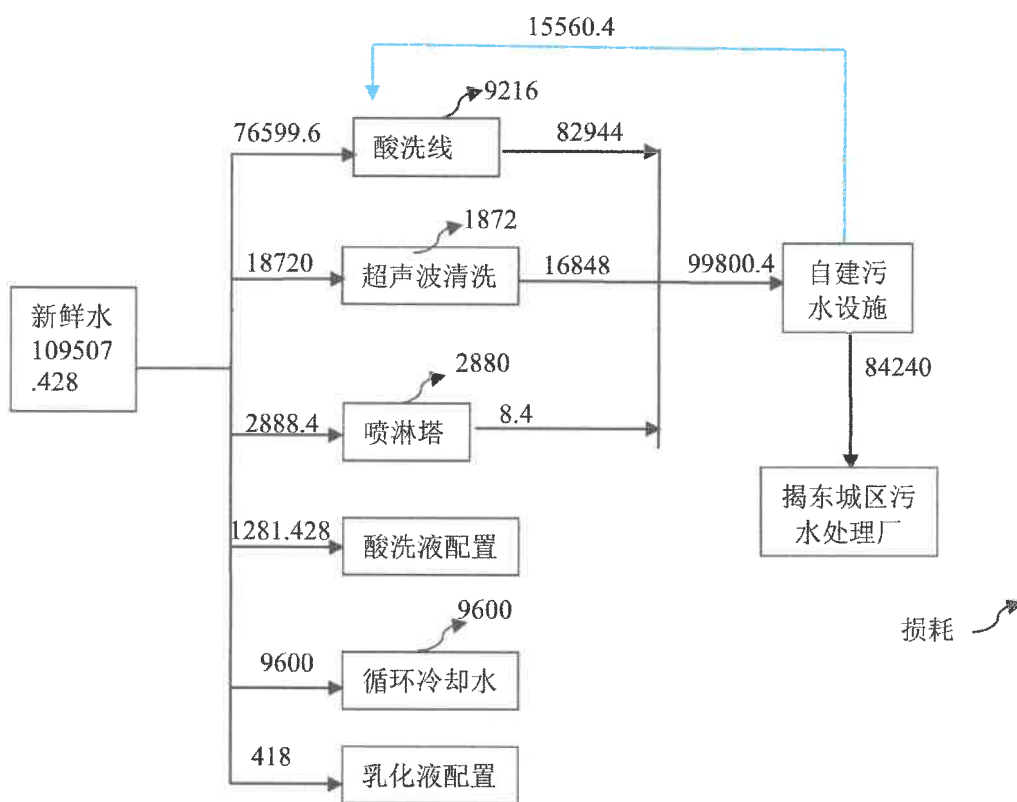 15560.4
9216
76599.6
酸洗线
82944
1872
18720
超声波清洗
16848
99800.4
自建污
水设施
新鲜水
109507
.428
2880
84240
2888.4
喷淋塔
8.4
揭东城区污
水处理厂
1281.428
酸洗液配置
9600
损耗
9600
循环冷却水
418
乳化液配置